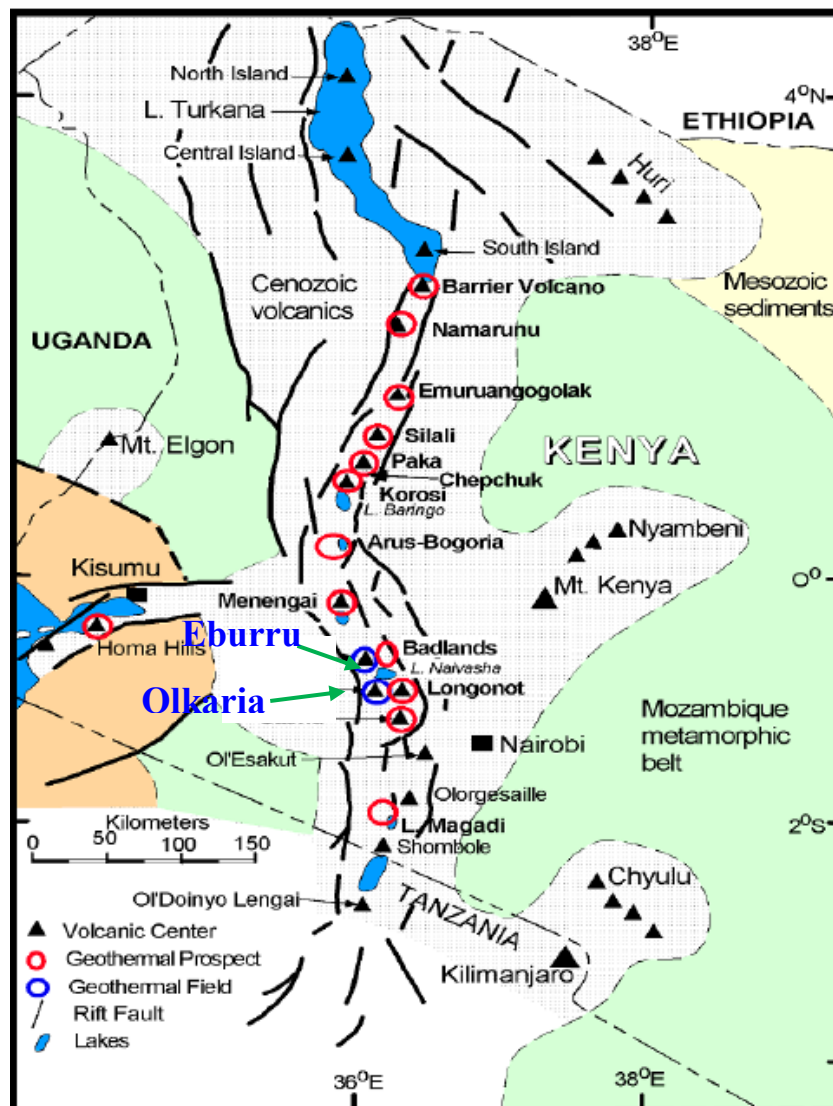 38°E
North Island
4°N
L. Turkana
ETHIOPIA
Central Island
Huri
South Island
Cenozoic
volcanics
Barrier Volcano
Mesozoic
sediments
Namarunu
UGANDA
Emuruangogolak
Mt. Elgon
Silali
KENYA
Paka
Chepchuk
Korosi
L. Baringo
Nyambeni
Arus-Bogoria
Kisumu
0°
Mt. Kenya
Menengai
Eburru
Badlands
Homa Hills
L. Naivasha
Olkaria
Longonot
Mozambique
metamorphic
belt
Nairobi
Ol'Esakut
Olorgesaille
Kilometers
L. Magadi
2°S
0 50 100 150
Shombole
Chyulu
Ol'Doinyo Lengai
TANZANIA
Volcanic Center
Geothermal Prospect
Kilimanjaro
Geothermal Field
Rift Fault
Lakes
36°E
38°E